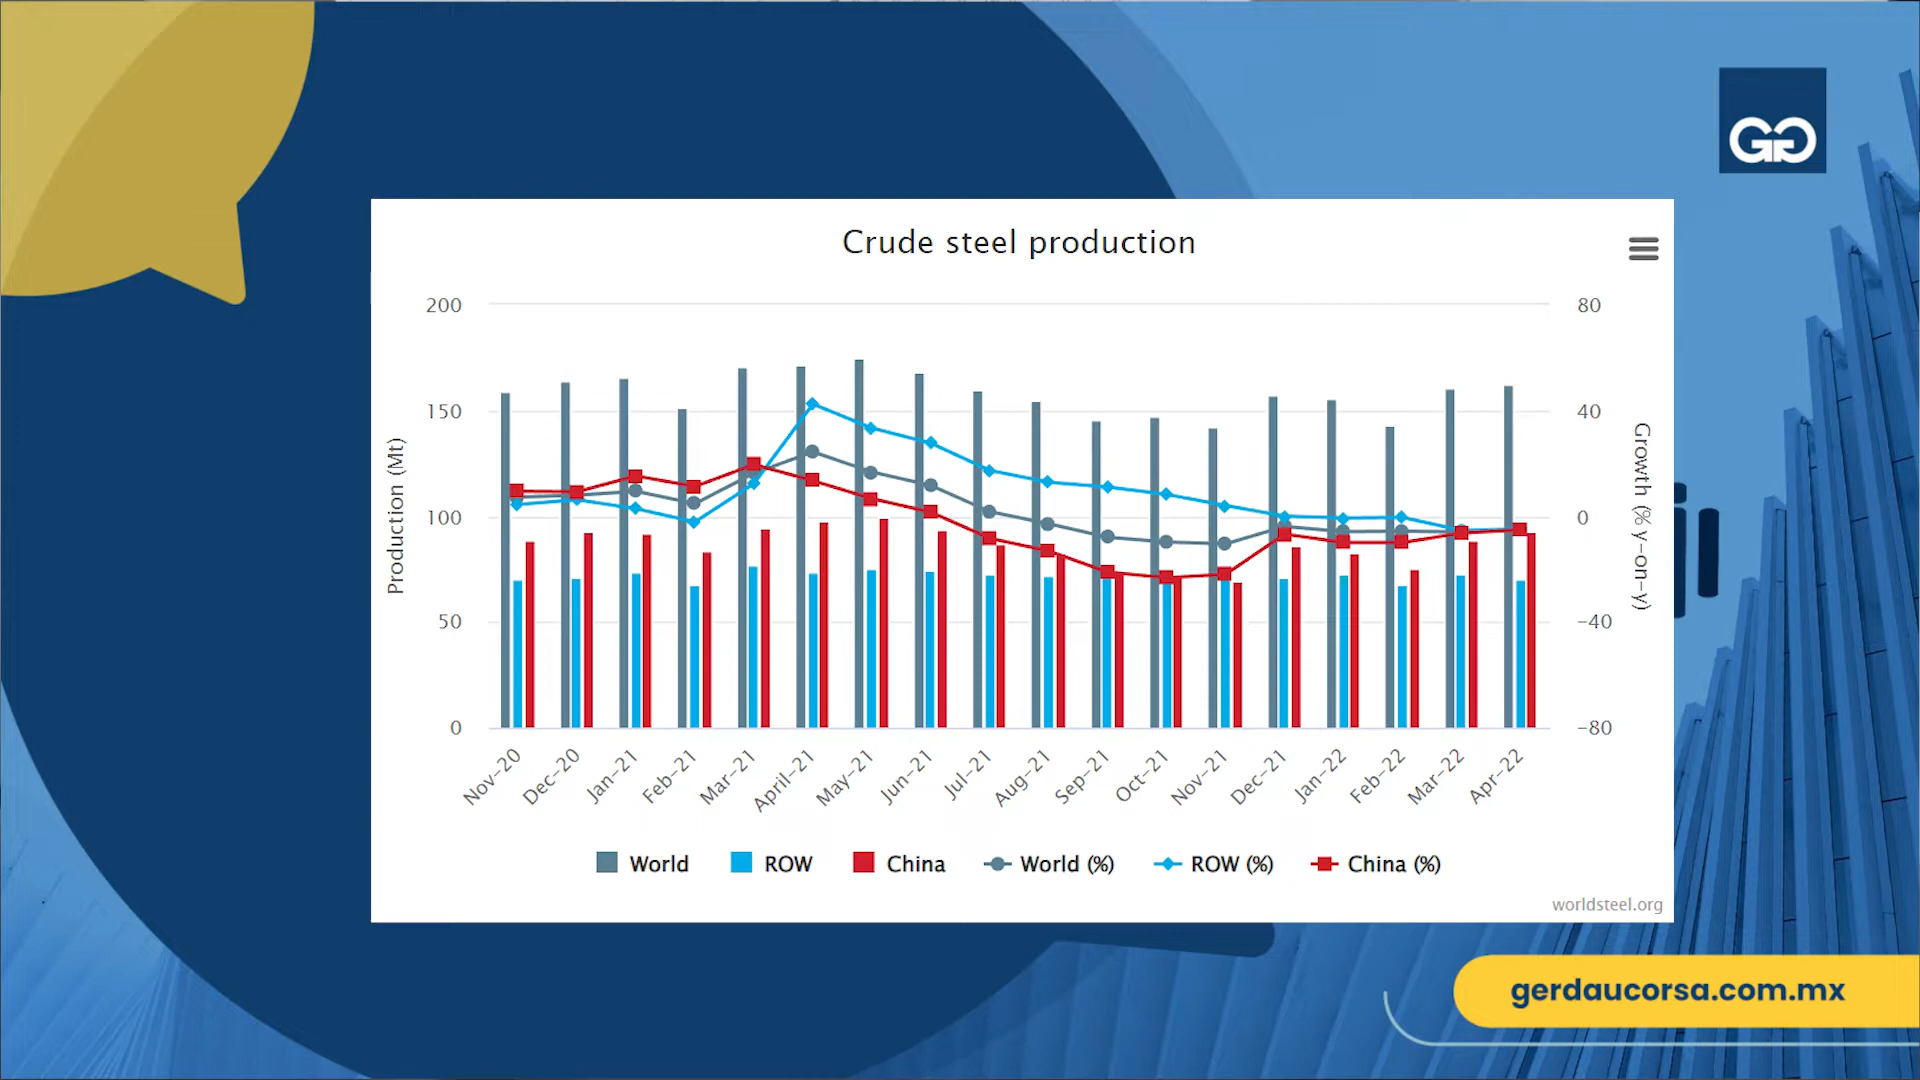 Crude steel production
200
150
100
50
0
80
40
0
-40
-80
Production (Mt)
Growth (% y-on-y)
Nov-20
Dec-20
Jan-21
Feb-21
Mar-21
April-21
May-21
Jun-21
Jul-21
Aug-21
Sep-21
Oct-21
Nov-21
Dec-21
Jan-22
Feb-22
Mar-22
Apr-22
World ROW China World (%) ROW (%) China (%)
worldsteel.org
gerdaucorsa.com.mx